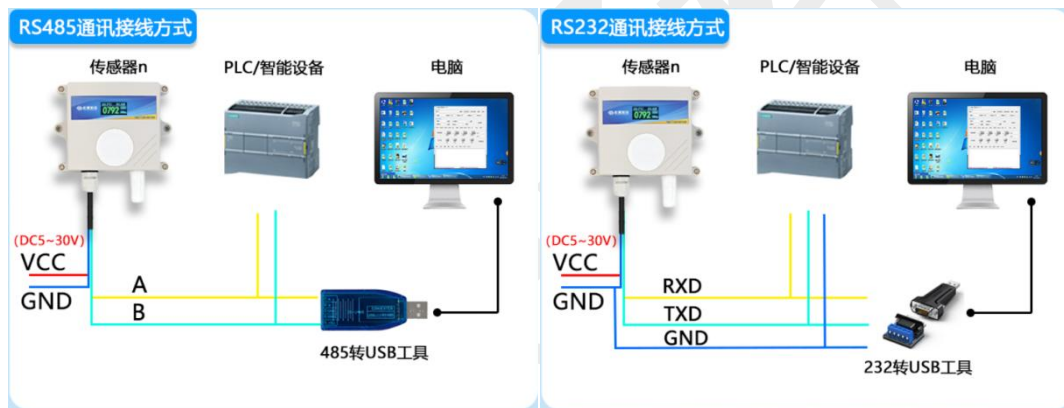 RS485通讯接线方式
传感器n
PLC/智能设备
电脑
0792
(DC5~30V)
VCC
GND
A
B
485转USB工具
RS232通讯接线方式
传感器n
PLC/智能设备
电脑
0792
(DC5~30V)
VCC
GND
RXD
TXD
GND
232转USB工具